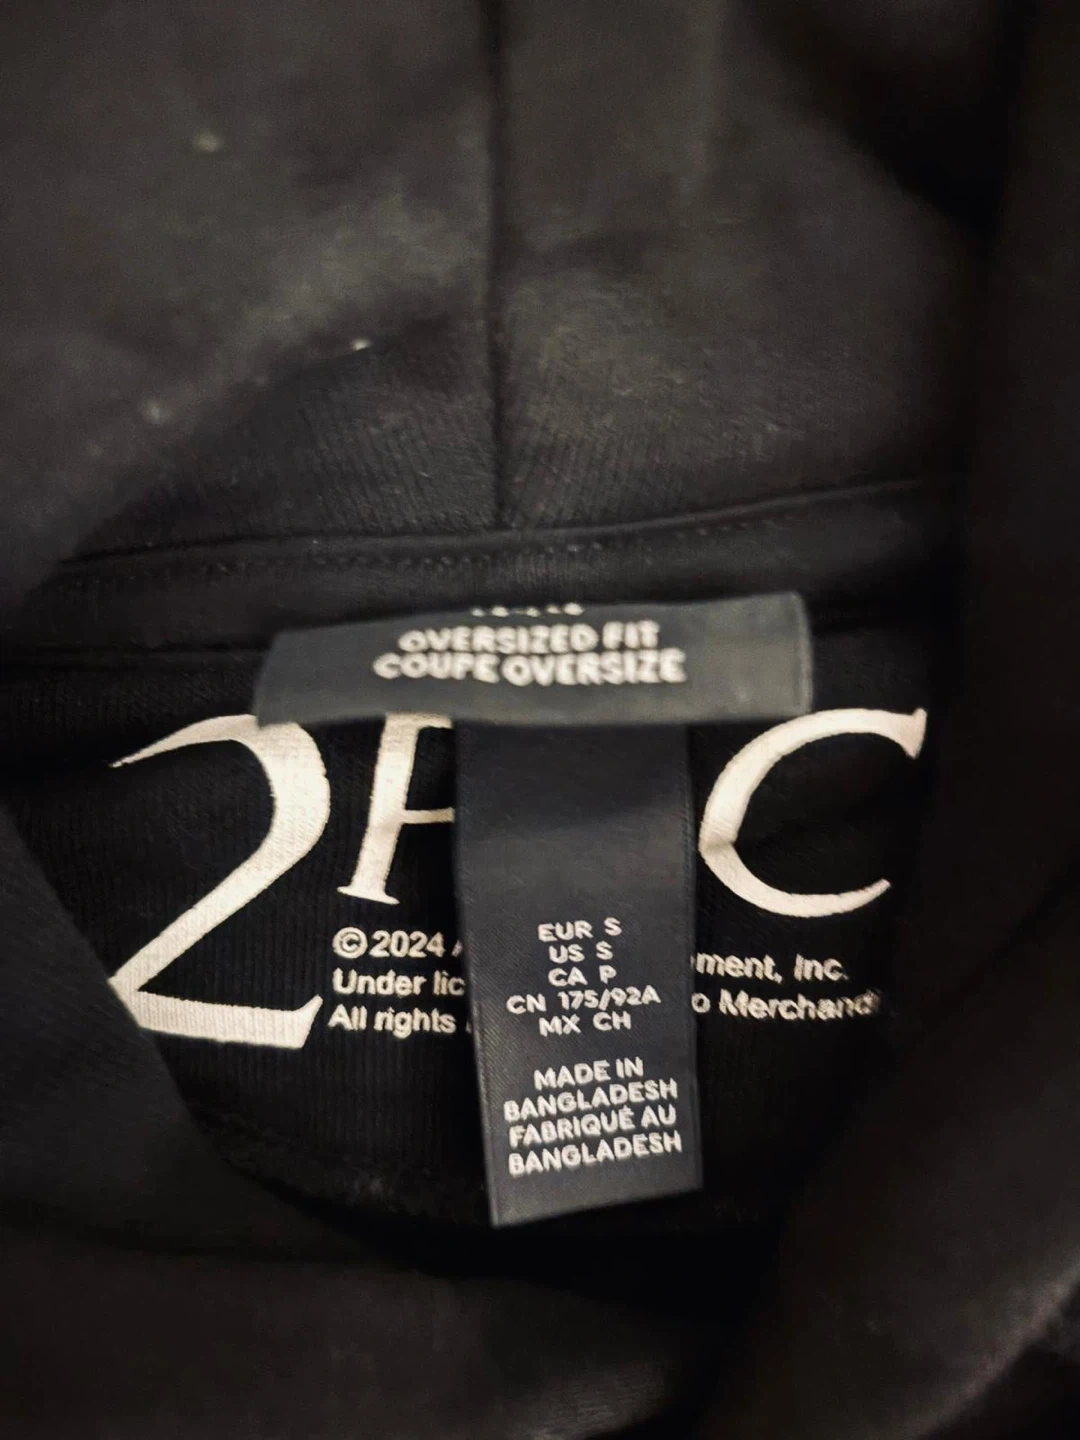 OVERSIZED FIT
COUPE OVERSIZE
2P C
© 2024
Under lic ment, Inc.
All rights o Merchand
EUR S
US S
CA P
CN 175/92A
MX CH
MADE IN
BANGLADESH
FABRIQUÉ AU
BANGLADESH